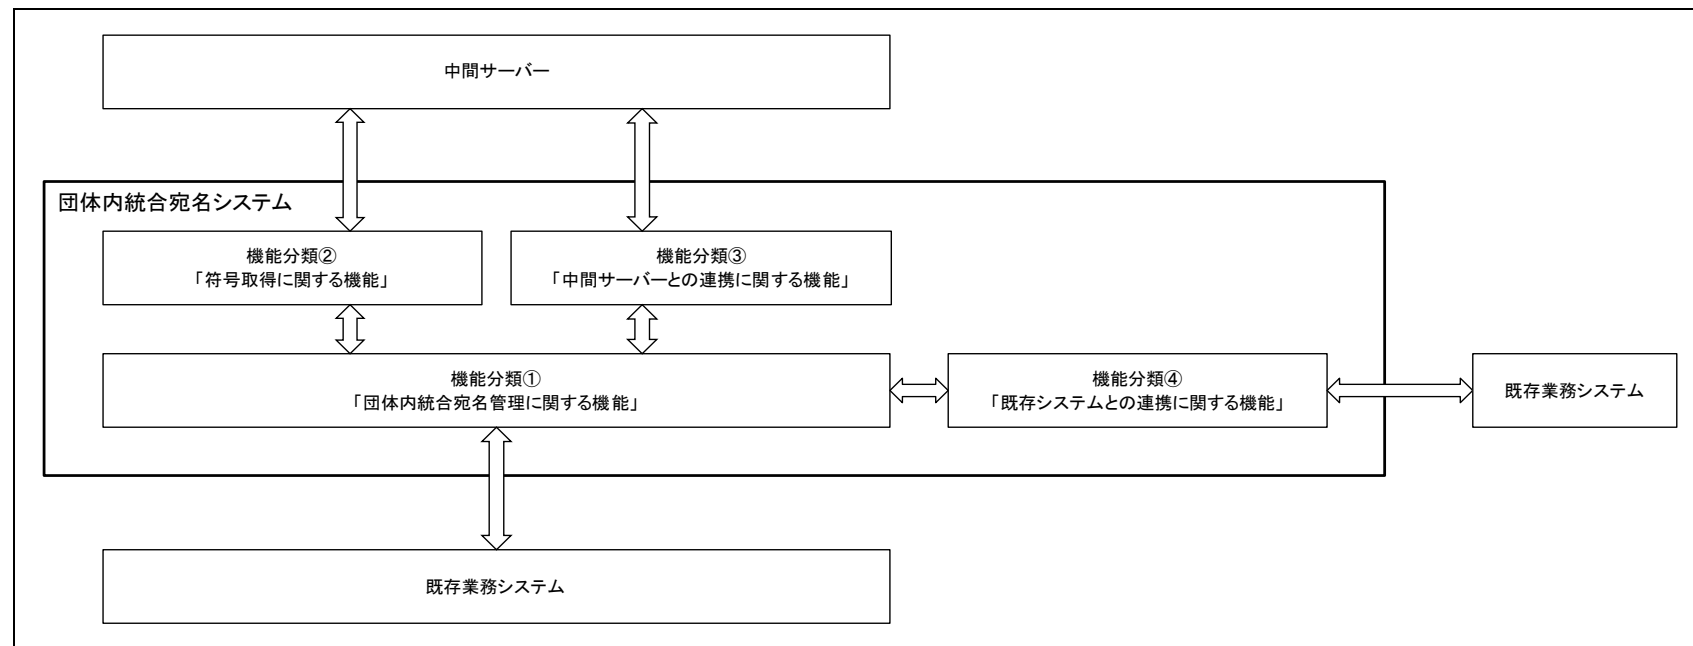 中間サーバー
団体内統合宛名システム
機能分類②
「符号取得に関する機能」
機能分類③
「中間サーバーとの連携に関する機能」
機能分類①
「団体内統合宛名管理に関する機能」
機能分類④
「既存システムとの連携に関する機能」
既存業務システム
既存業務システム